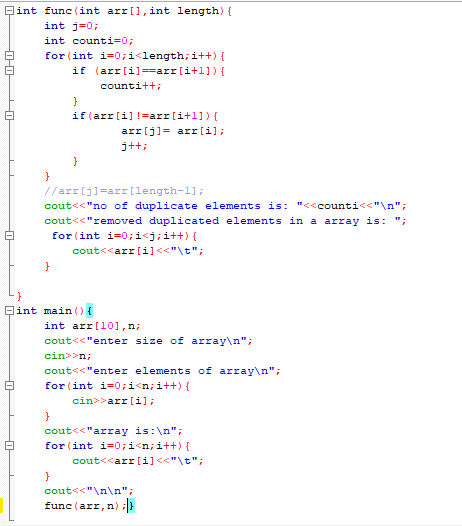 int func(int arr[],int length){
int j=0;
int counti=0;
for(int i=0;i<length;i++){
if (arr[i]==arr[i+1]){
counti++;
}
if(arr[i]!=arr[i+1]){
arr[j]= arr[i];
j++;
}
}
//arr[j]=arr[length-1];
cout<<"no of duplicate elements is: "<<counti<<"\n";
cout<<"removed duplicated elements in a array is: ";
for(int i=0;i<j;i++){
cout<<arr[i]<<"\t";
}
}
int main(){
int arr[10],n;
cout<<"enter size of array\n";
cin>>n;
cout<<"enter elements of array\n";
for(int i=0;i<n;i++){
cin>>arr[i];
}
cout<<"array is:\n";
for(int i=0;i<n;i++){
cout<<arr[i]<<"\t";
}
cout<<"\n\n";
func(arr,n);}